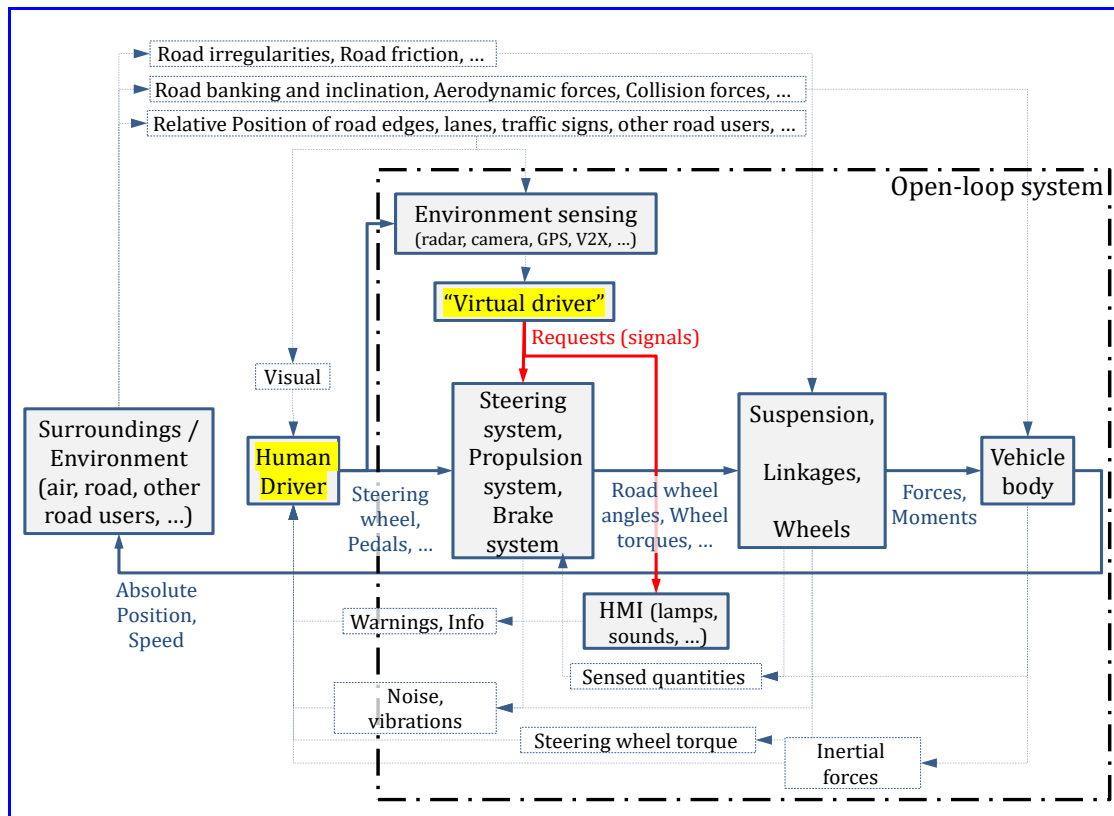 Road irregularities, Road friction, ...
Road banking and inclination, Aerodynamic forces, Collision forces, ...
Relative Position of road edges, lanes, traffic signs, other road users, ...
Open-loop system
Environment sensing
(radar, camera, GPS, V2X, ...)
“Virtual driver”
Requests (signals)
Visual
Surroundings /
Environment
(air, road, other
road users, ...)
Human
Driver
Steering
wheel,
Pedals, ...
Steering
system,
Propulsion
system,
Brake
system
Road wheel
angles, Wheel
torques, ...
Suspension,
Linkages,
Wheels
Forces,
Moments
Vehicle
body
Absolute
Position,
Speed
Warnings, Info
HMI (lamps,
sounds, ...)
Sensed quantities
Noise,
vibrations
Steering wheel torque
Inertial
forces